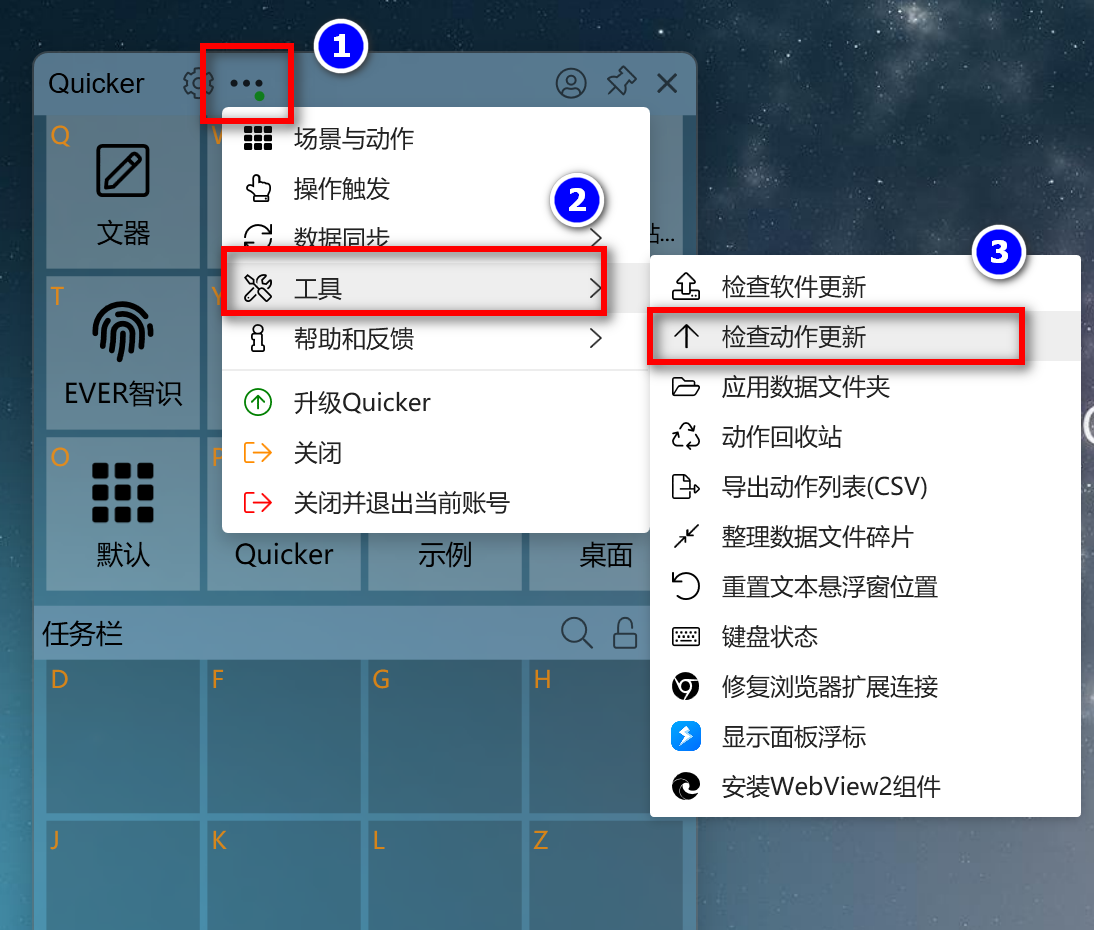 1
Quicker
Q
文器
场景与动作
操作触发
2
数据同步
站...
3
工具
检查软件更新
检查动作更新
T
Y
帮助和反馈
应用数据文件夹
EVER智识
升级Quicker
动作回收站
O
P
关闭
导出动作列表(CSV)
关闭并退出当前账号
整理数据文件碎片
默认
Quicker
示例
桌面
重置文本悬浮窗位置
任务栏
键盘状态
D
F
G
H
修复浏览器扩展连接
显示面板浮标
安装WebView2组件
J
K
L
Z